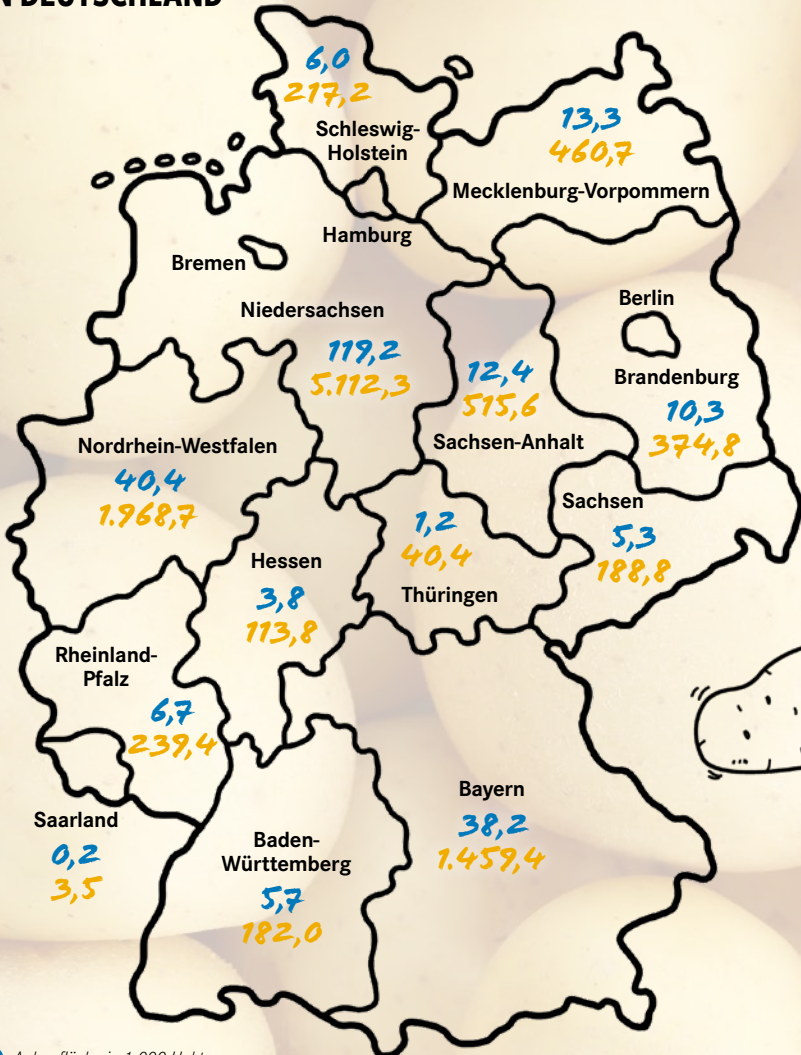 N DEUTSCHLAND
6,0
217,2
Schleswig-
Holstein
13,3
460,7
Mecklenburg-Vorpommern
Hamburg
Bremen
Niedersachsen
119,2
5.112,3
Berlin
Brandenburg
10,3
374,8
12,4
515,6
Sachsen-Anhalt
Nordrhein-Westfalen
40,4
1.968,7
Sachsen
5,3
188,8
1,2
40,4
Thüringen
Hessen
3,8
113,8
Rheinland-
Pfalz
6,7
239,4
Saarland
0,2
3,5
Baden-
Württemberg
5,7
182,0
Bayern
38,2
1.459,4